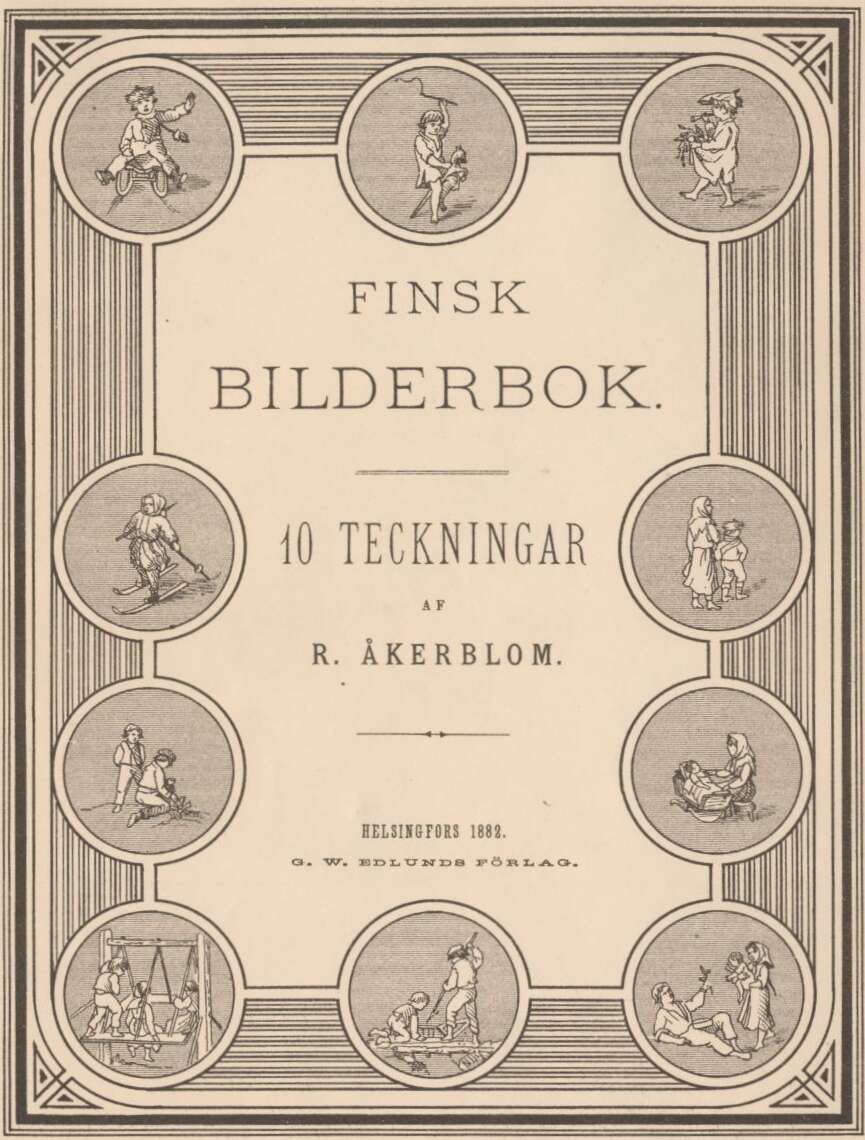 FINSK
BILDERBOK.
10 TECKNINGAR
AF
R. ÅKERBLOM.
HELSINGFORS 1882.
G. W. EDLUNDS FÖRLAG.